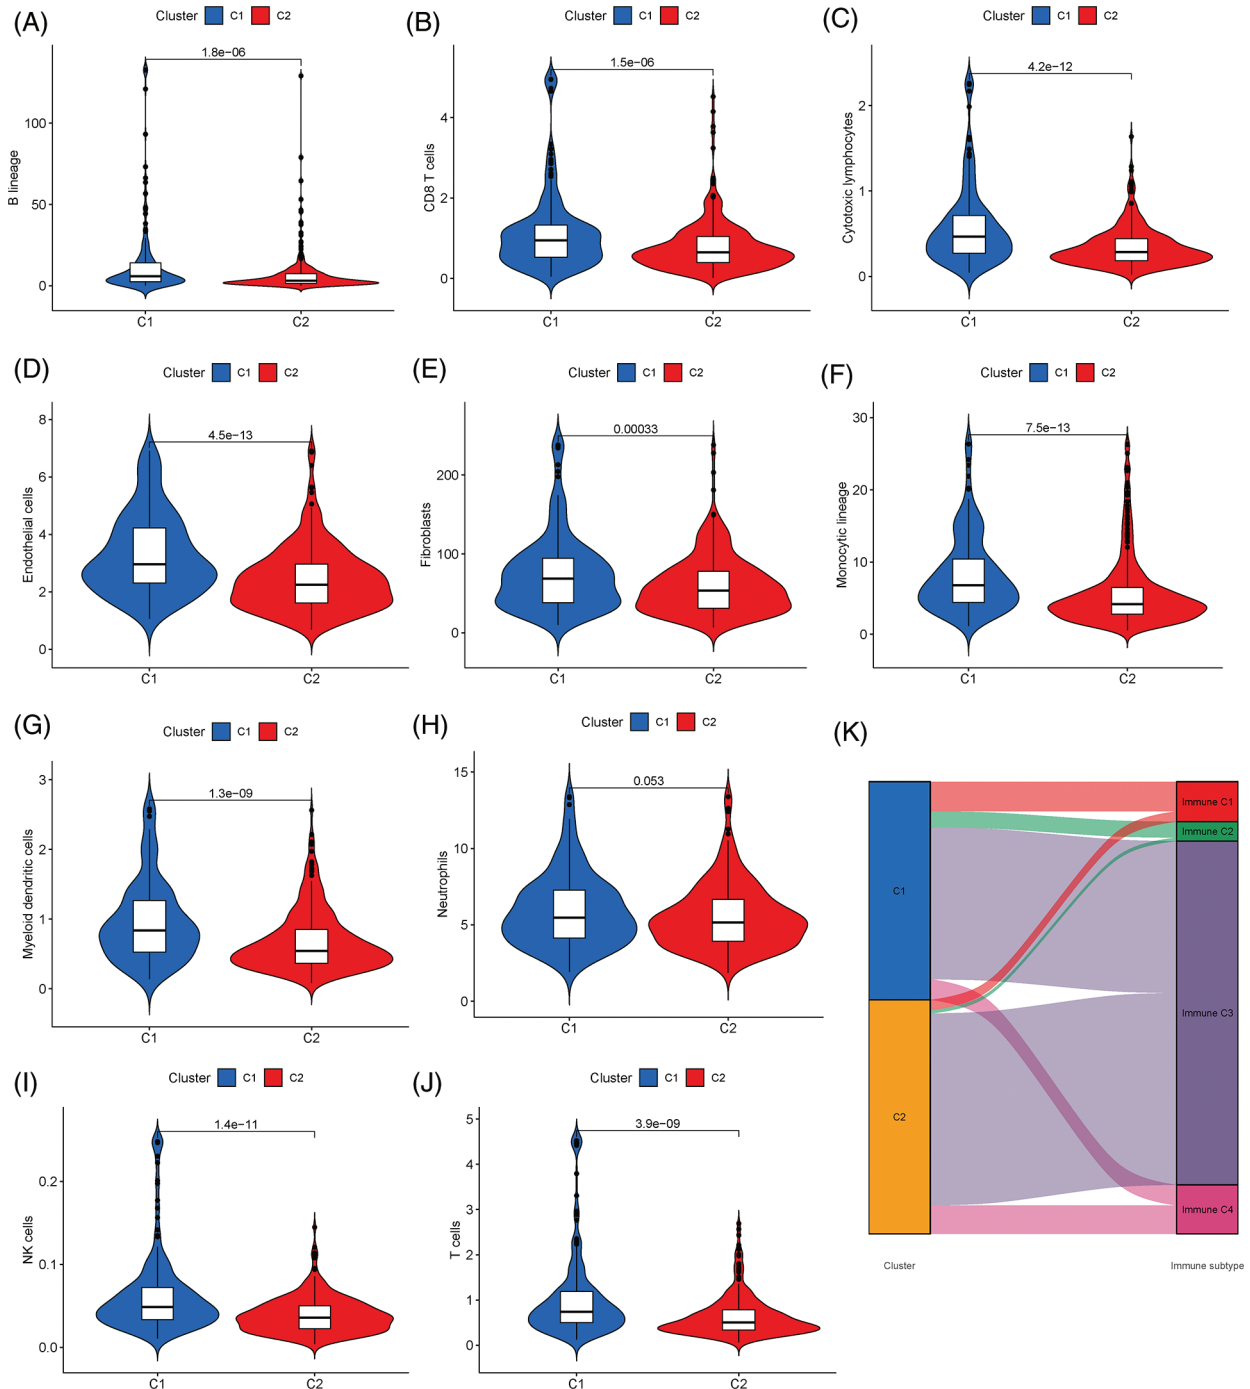 (A)
Cluster C1 C2
1.8e−06
B lineage
100
50
0
C1 C2
(B)
Cluster C1 C2
1.5e−06
CD8 T cells
4
2
0
C1 C2
(C)
Cluster C1 C2
4.2e−12
Cytotoxic lymphocytes
2
1
0
C1 C2
(D)
Cluster C1 C2
4.5e−13
Endothelial cells
8
6
4
2
0
C1 C2
(E)
Cluster C1 C2
0.00033
Fibroblasts
200
100
0
C1 C2
(F)
Cluster C1 C2
7.5e−13
Monocytic lineage
30
20
10
0
C1 C2
(G)
Cluster C1 C2
1.3e−09
Myeloid dendritic cells
3
2
1
0
C1 C2
(H)
Cluster C1 C2
0.053
Neutrophils
15
10
5
0
C1 C2
(I)
Cluster C1 C2
1.4e−11
NK cells
0.2
0.1
0.0
C1 C2
(J)
Cluster C1 C2
3.9e−09
T cells
5
4
3
2
1
0
C1 C2
(K)
C1
C2
Immune C1
Immune C2
Immune C3
Immune C4
Cluster Immune subtype